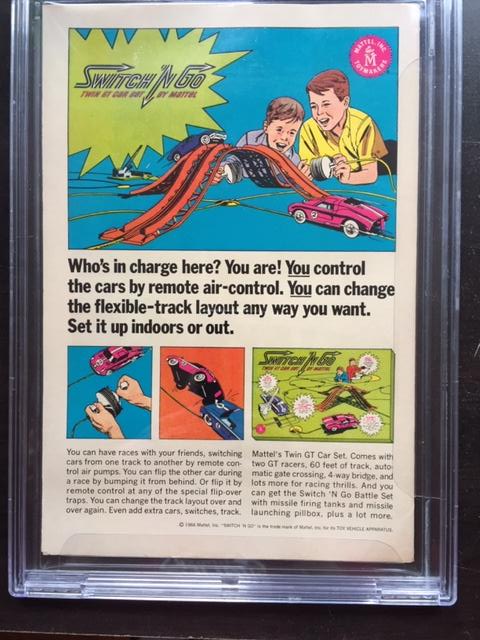 MATTEL, INC.
M
TOYMAKERS
SWITCH 'N GO
TWIN GT CAR SET BY MATTEL
2
Who's in charge here? You are! You control
the cars by remote air-control. You can change
the flexible-track layout any way you want.
Set it up indoors or out.
SWITCH 'N GO
TWIN GT CAR SET BY MATTEL
You can have races with your friends, switching
cars from one track to another by remote con-
trol air pumps. You can flip the other car during
a race by bumping it from behind. Or flip it by
remote control at any of the special flip-over
traps. You can change the track layout over and
over again. Even add extra cars, switches, track.
Mattel's Twin GT Car Set. Comes with
two GT racers, 60 feet of track, auto-
matic gate crossing, 4-way bridge, and
lots more for racing thrills. And you
can get the Switch 'N Go Battle Set
with missile firing tanks and missile
launching pillbox, plus a lot more.
© 1966 Mattel, Inc. "SWITCH 'N GO" is the trade mark of Mattel, Inc. for its TOY VEHICLE APPARATUS.